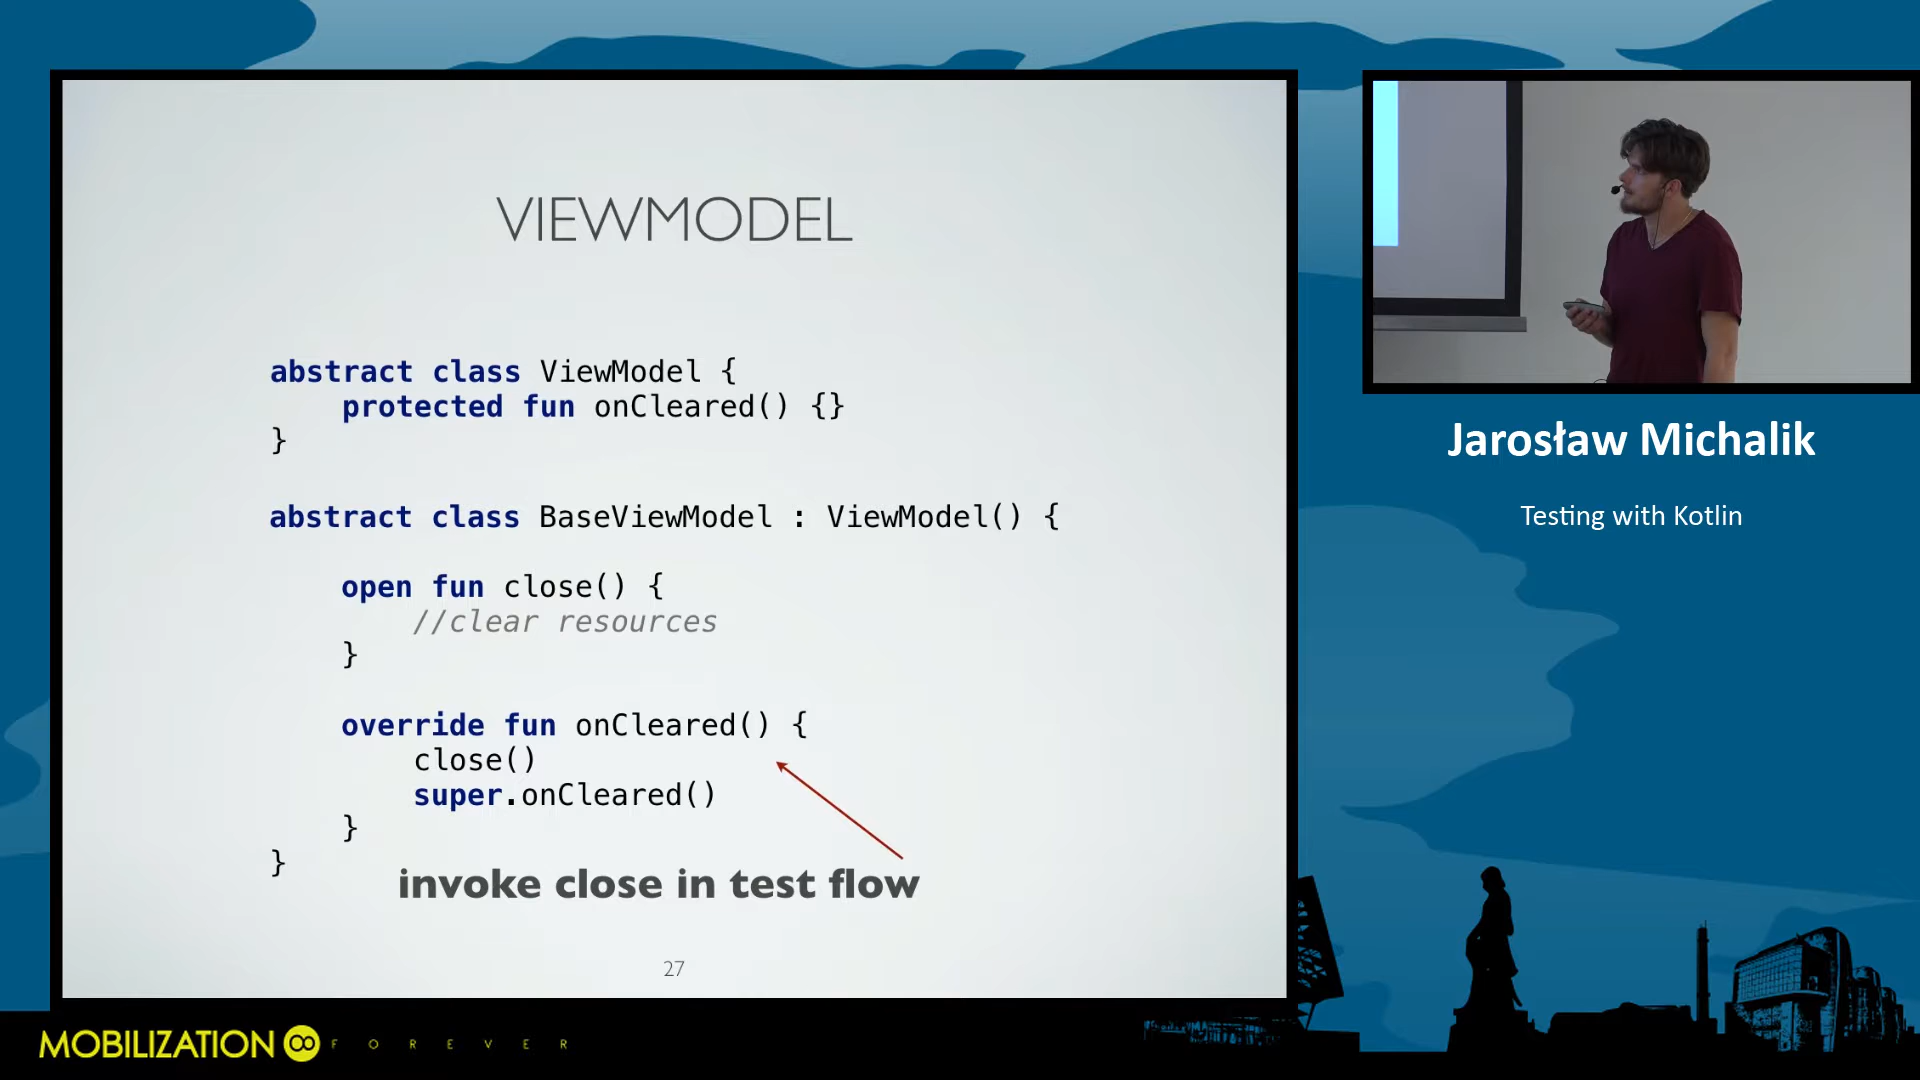 VIEWMODEL
abstract class ViewModel {
    protected fun onCleared() {}
}
abstract class BaseViewModel : ViewModel() {
    open fun close() {
        //clear resources
    }
    override fun onCleared() {
        close()
        super.onCleared()
    }
}
invoke close in test flow
27
Jarosław Michalik
Testing with Kotlin
MOBILIZATION
FOREVER